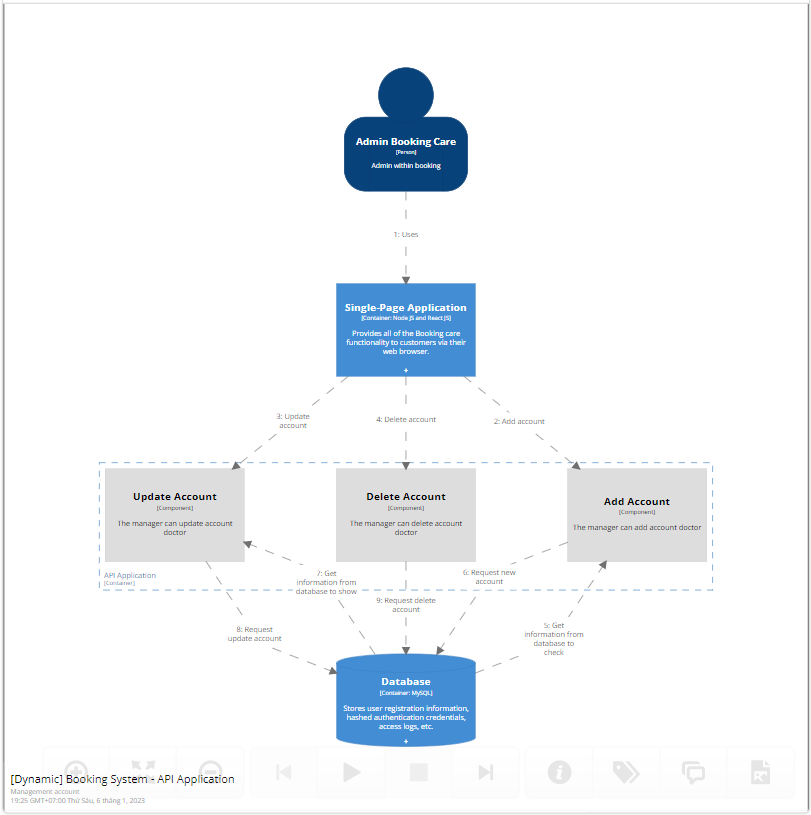 Admin Booking Care
[Person]
Admin within booking
1: Uses
Single-Page Application
[Container: Node JS and React JS]
Provides all of the Booking care
functionality to customers via their
web browser.
+
3: Update
account
4: Delete account
2: Add account
Update Account
[Component]
The manager can update account
doctor
Delete Account
[Component]
The manager can delete account
doctor
Add Account
[Component]
The manager can add account doctor
API Application
[Container]
7: Get
information from
database to show
6: Request new
account
9: Request delete
account
8: Request
update account
5: Get
information from
database to
check
Database
[Container: MySQL]
Stores user registration information,
hashed authentication credentials,
access logs, etc.
+
[Dynamic] Booking System - API Application
Management account
19:25 GMT+07:00 Thứ Sáu, 6 tháng 1, 2023